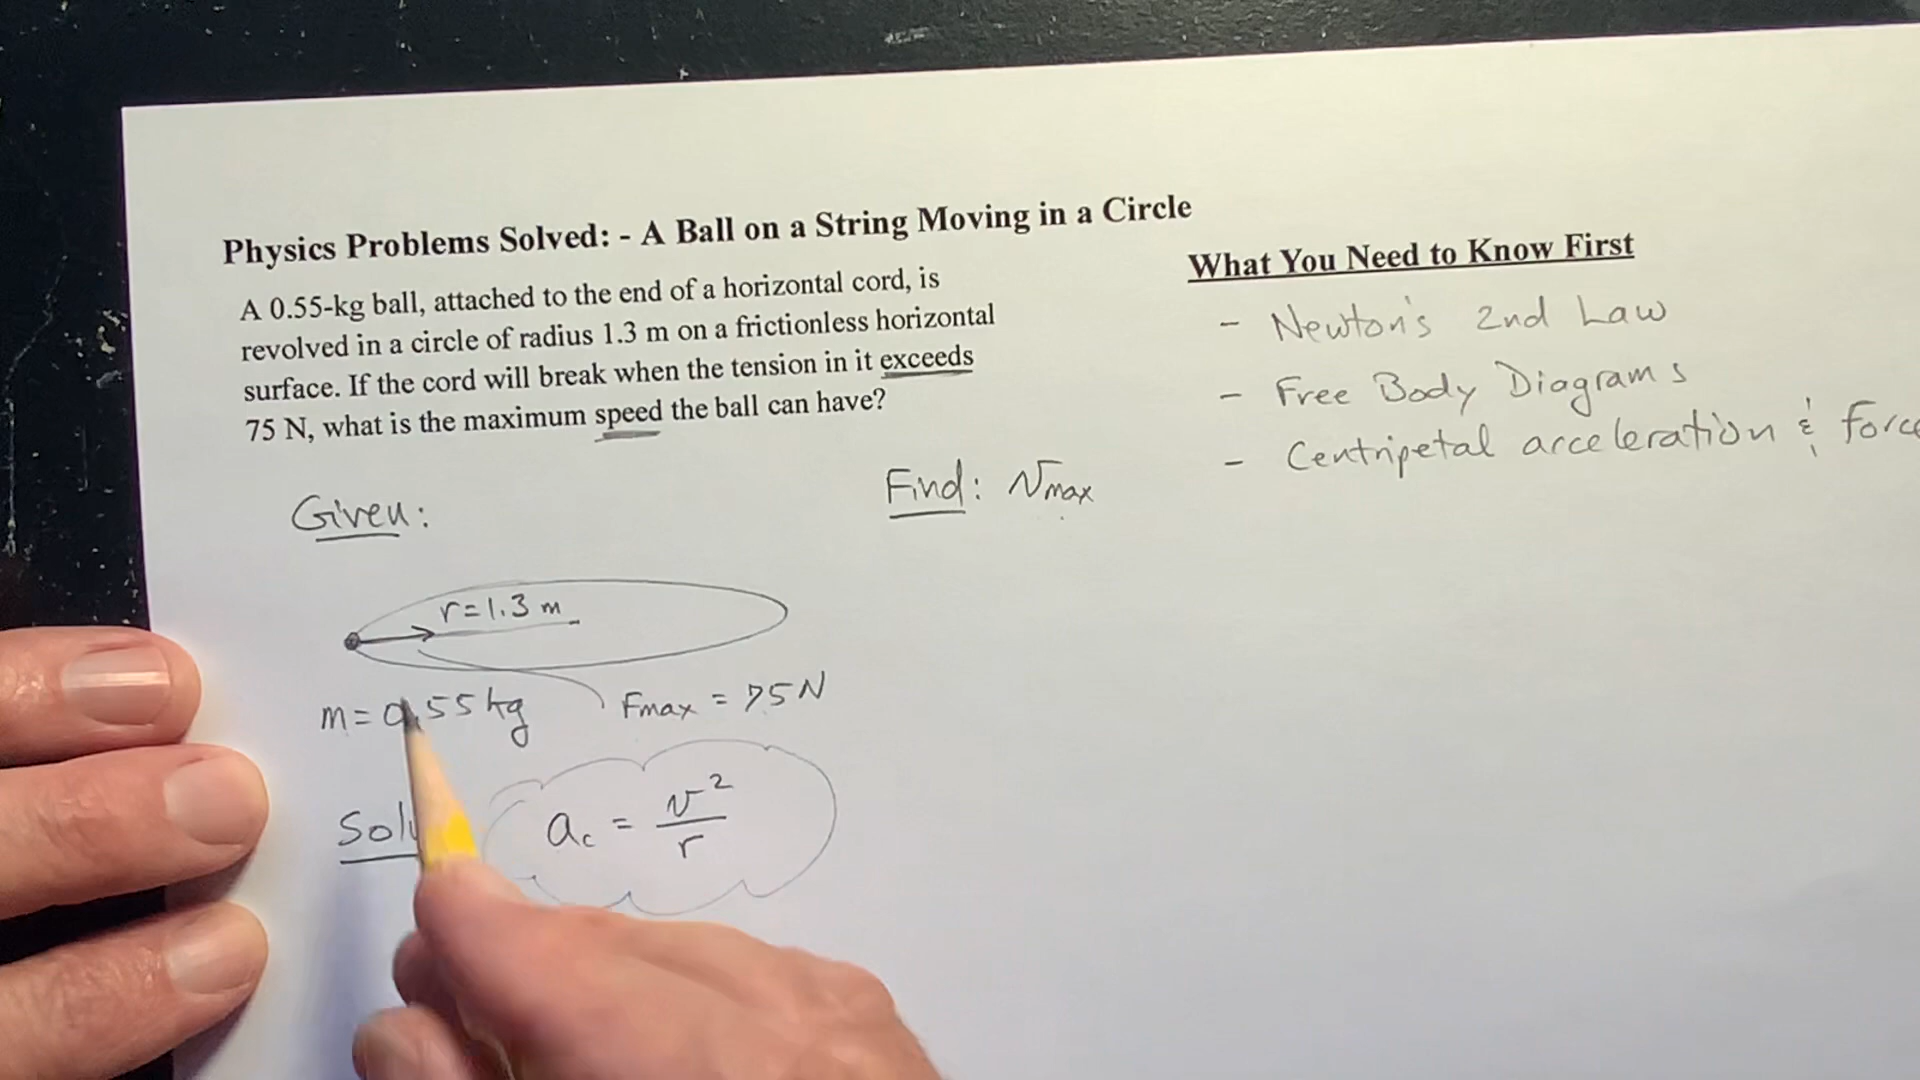 Physics Problems Solved: - A Ball on a String Moving in a Circle
A 0.55-kg ball, attached to the end of a horizontal cord, is
revolved in a circle of radius 1.3 m on a frictionless horizontal
surface. If the cord will break when the tension in it exceeds
75 N, what is the maximum speed the ball can have?
What You Need to Know First
- Newton's 2nd Law
- Free Body Diagrams
- Centripetal acceleration & force
Given:
Find: vmax
r = 1.3 m
m = 0.55 kg
Fmax = 75 N
ac = v²/r